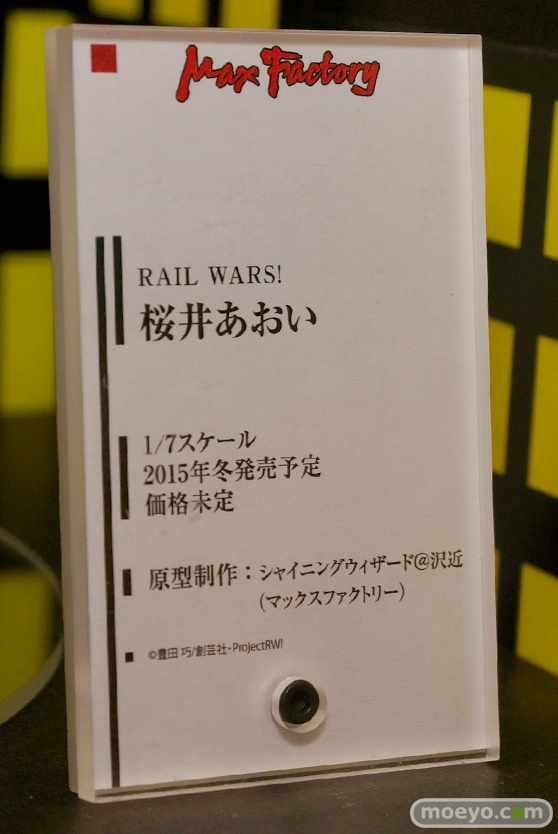 Max Factory
RAIL WARS!
桜井あおい
1/7スケール
2015年冬発売予定
価格未定
原型制作：シャイニングウィザード@沢近
(マックスファクトリー)
©豊田 巧/創芸社・ProjectRW!
moeyo.com